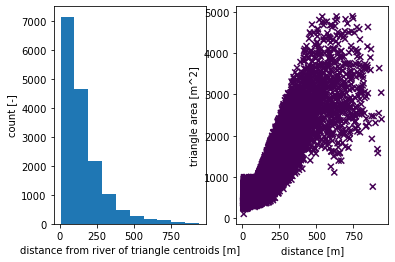 7000
6000
5000
4000
3000
2000
1000
0
count [-]
0 250 500 750
distance from river of triangle centroids [m]
5000
4000
3000
2000
1000
0
triangle area [m^2]
0 250 500 750
distance [m]